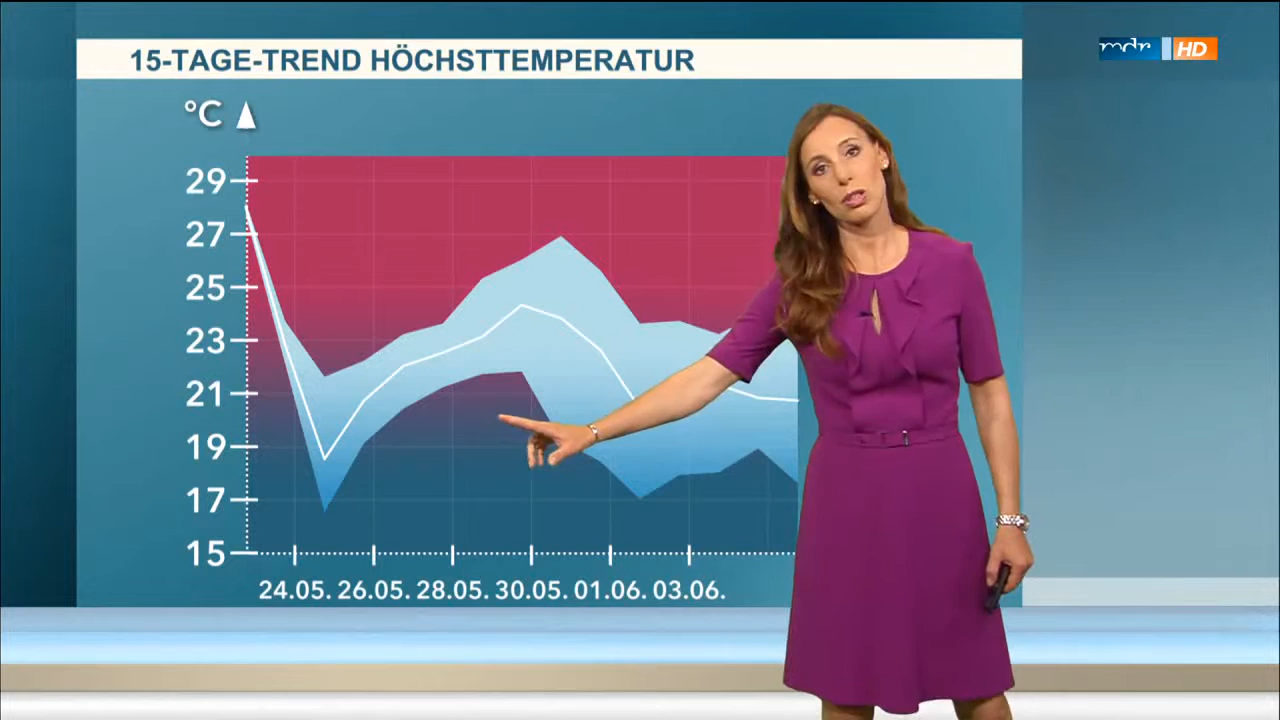 15-TAGE-TREND HÖCHSTTEMPERATUR
mdr HD
°C
29
27
25
23
21
19
17
15
24.05. 26.05. 28.05. 30.05. 01.06. 03.06.